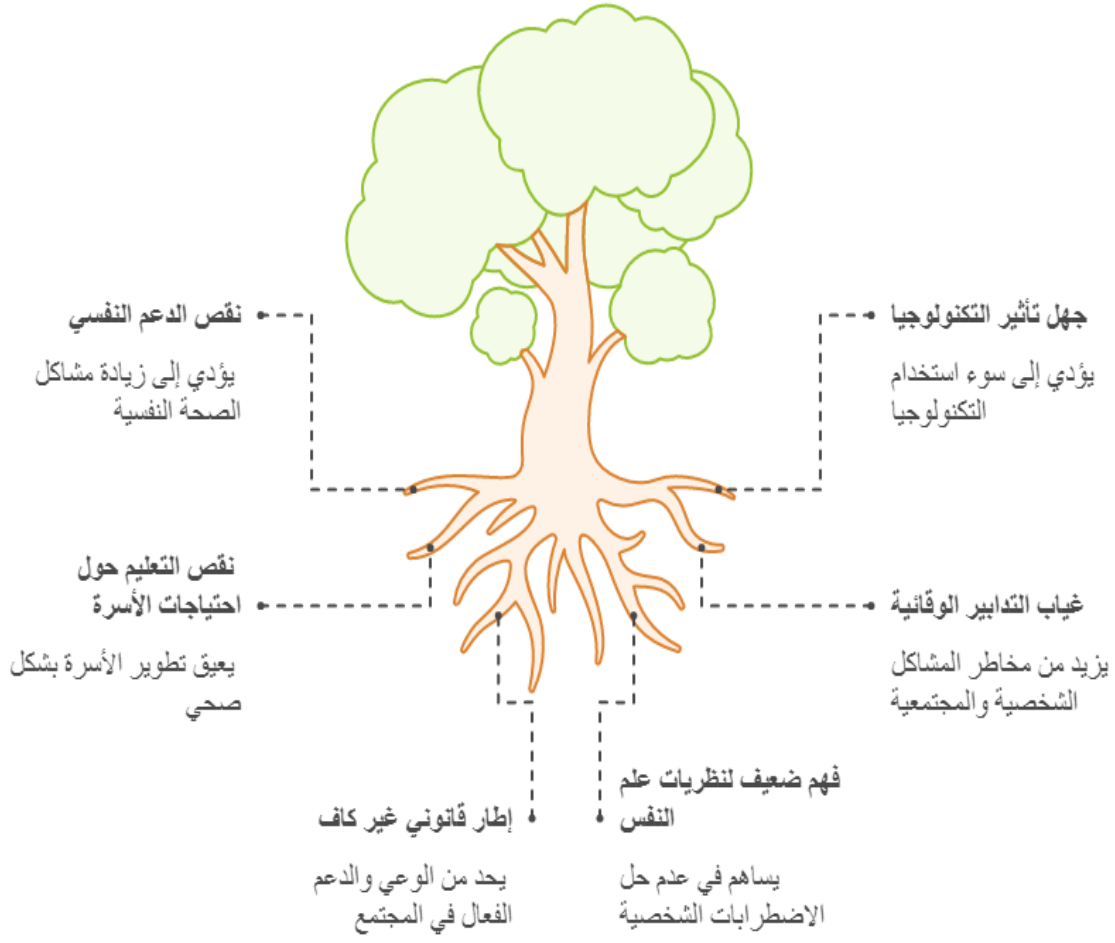 جهل تأثير التكنولوجيا
يؤدي إلى سوء استخدام
التكنولوجيا
نقص الدعم النفسي
يؤدي إلى زيادة مشاكل
الصحة النفسية
غياب التدابير الوقائية
يزيد من مخاطر المشاكل
الشخصية والمجتمعية
نقص التعليم حول
احتياجات الأسرة
يعيق تطوير الأسرة بشكل
صحي
فهم ضعيف لنظريات علم
النفس
يساهم في عدم حل
الاضطرابات الشخصية
إطار قانوني غير كاف
يحد من الوعي والدعم
الفعال في المجتمع